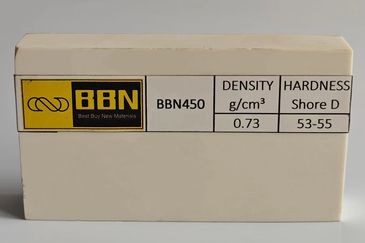 BBN
Best Buy New Materials
BBN450
DENSITY
g/cm³
0.73
HARDNESS
Shore D
53-55